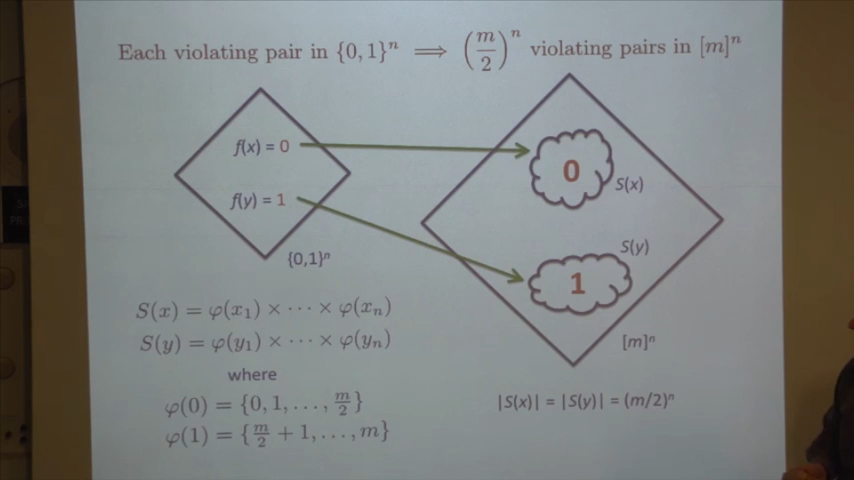 Each violating pair in {0,1}ⁿ ⟹ (m/2)ⁿ violating pairs in [m]ⁿ
f(x) = 0
0
S(x)
f(y) = 1
S(y)
1
{0,1}ⁿ
[m]ⁿ
S(x) = φ(x₁) × ⋯ × φ(xₙ)
S(y) = φ(y₁) × ⋯ × φ(yₙ)
where
φ(0) = {0, 1, . . . , m/2}
φ(1) = {m/2 + 1, . . . , m}
|S(x)| = |S(y)| = (m/2)ⁿ